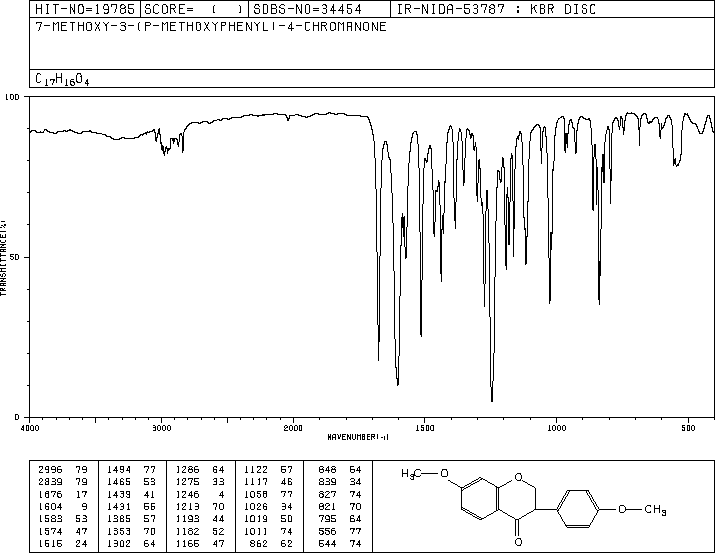 HIT-NO=19785 SCORE= ( ) SDBS-NO=34454 IR-NIDA-53787 : KBR DISC
7-METHOXY-3-(P-METHOXYPHENYL)-4-CHROMANONE
C17H16O4
100
50
0
TRANSMITTANCE(%)
4000 3000 2000 1500 1000 500
WAVENUMBER(-1)
2996 79 1494 77 1286 64 1122 57 848 64
2839 79 1465 53 1275 33 1117 46 839 34
1676 17 1439 41 1246 4 1058 77 827 74
1604 9 1431 56 1213 70 1026 34 821 70
1583 53 1385 57 1193 44 1019 50 795 64
1574 47 1353 70 1182 52 1011 74 556 77
1515 24 1302 64 1165 47 862 62 544 74
H3C O O
O CH3
O